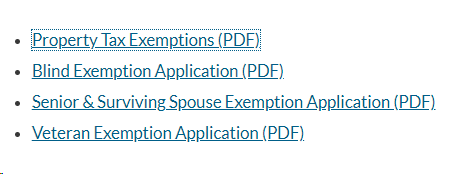 Property Tax Exemptions (PDF)
Blind Exemption Application (PDF)
Senior & Surviving Spouse Exemption Application (PDF)
Veteran Exemption Application (PDF)